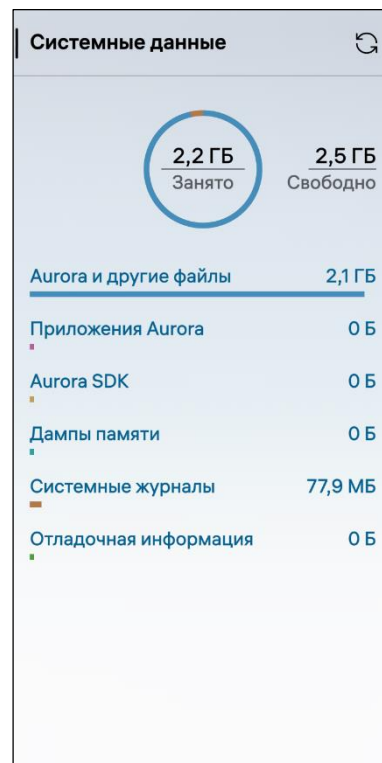 Системные данные
2,2 ГБ 2,5 ГБ
Занято Свободно
Aurora и другие файлы 2,1 ГБ
Приложения Aurora 0 Б
Aurora SDK 0 Б
Дампы памяти 0 Б
Системные журналы 77,9 МБ
Отладочная информация 0 Б